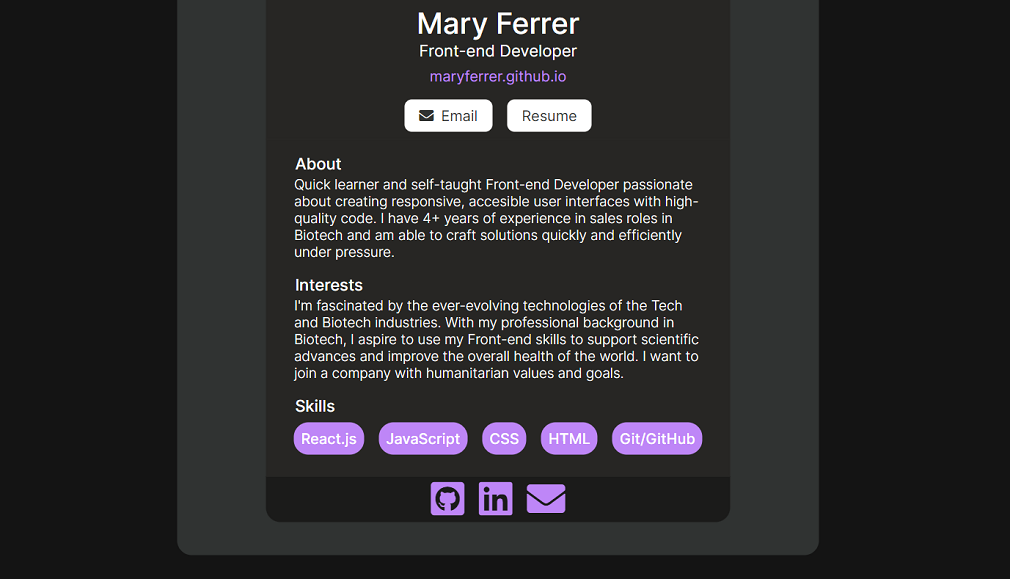 Mary Ferrer
Front-end Developer
maryferrer.github.io
Email
Resume
About
Quick learner and self-taught Front-end Developer passionate
about creating responsive, accesible user interfaces with high-
quality code. I have 4+ years of experience in sales roles in
Biotech and am able to craft solutions quickly and efficiently
under pressure.
Interests
I'm fascinated by the ever-evolving technologies of the Tech
and Biotech industries. With my professional background in
Biotech, I aspire to use my Front-end skills to support scientific
advances and improve the overall health of the world. I want to
join a company with humanitarian values and goals.
Skills
React.js
JavaScript
CSS
HTML
Git/GitHub
in